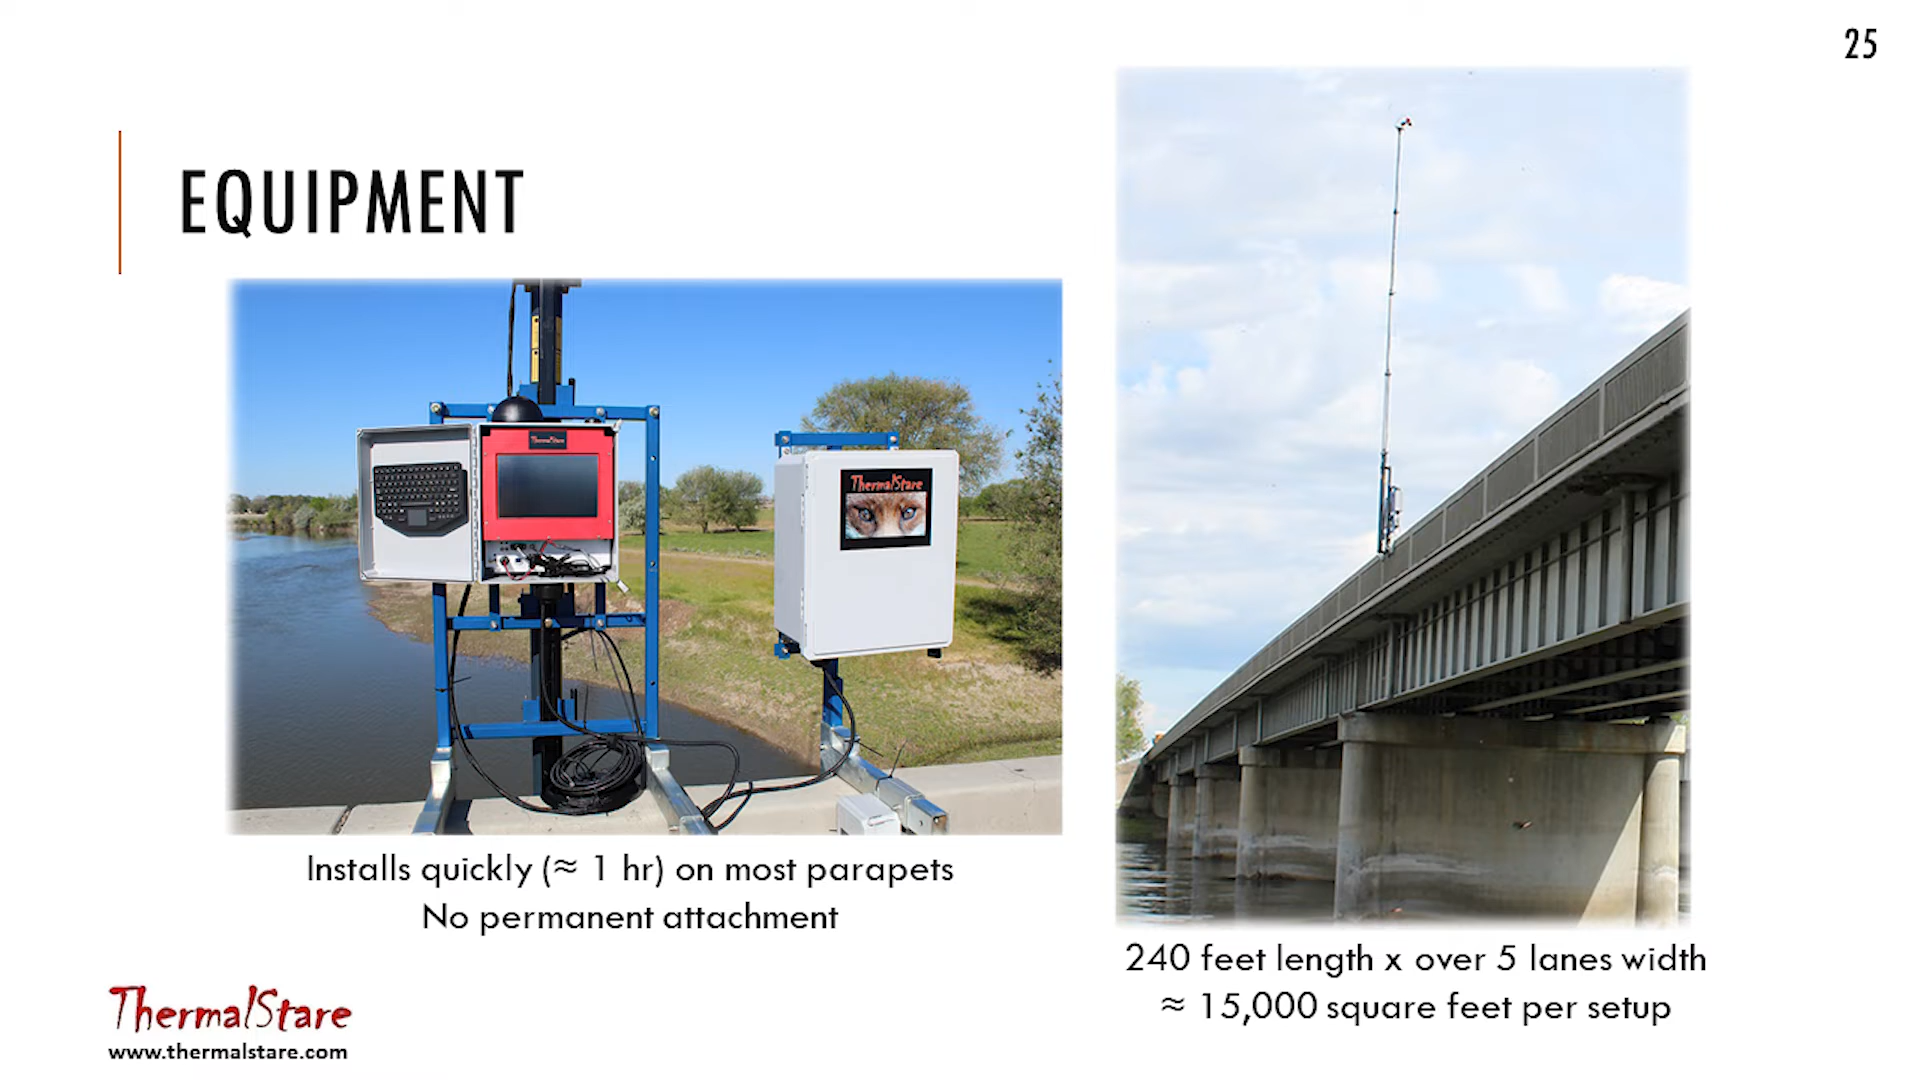 25
EQUIPMENT
ThermalStare
ThermalStare
Installs quickly (≈ 1 hr) on most parapets
No permanent attachment
240 feet length x over 5 lanes width
≈ 15,000 square feet per setup
ThermalStare
www.thermalstare.com